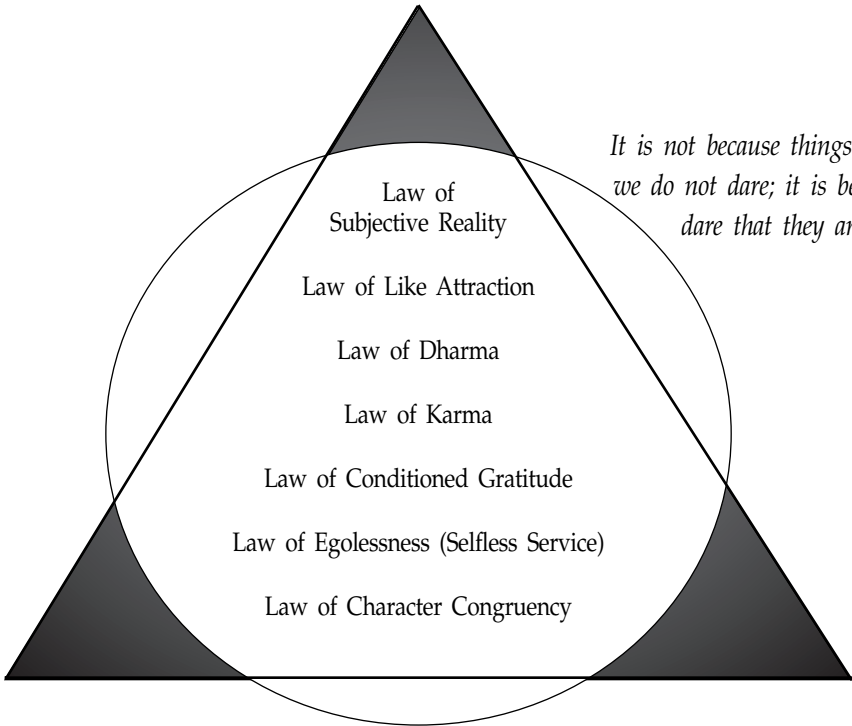 It is not because things
we do not dare; it is be
dare that they ar
Law of
Subjective Reality
Law of Like Attraction
Law of Dharma
Law of Karma
Law of Conditioned Gratitude
Law of Egolessness (Selfless Service)
Law of Character Congruency